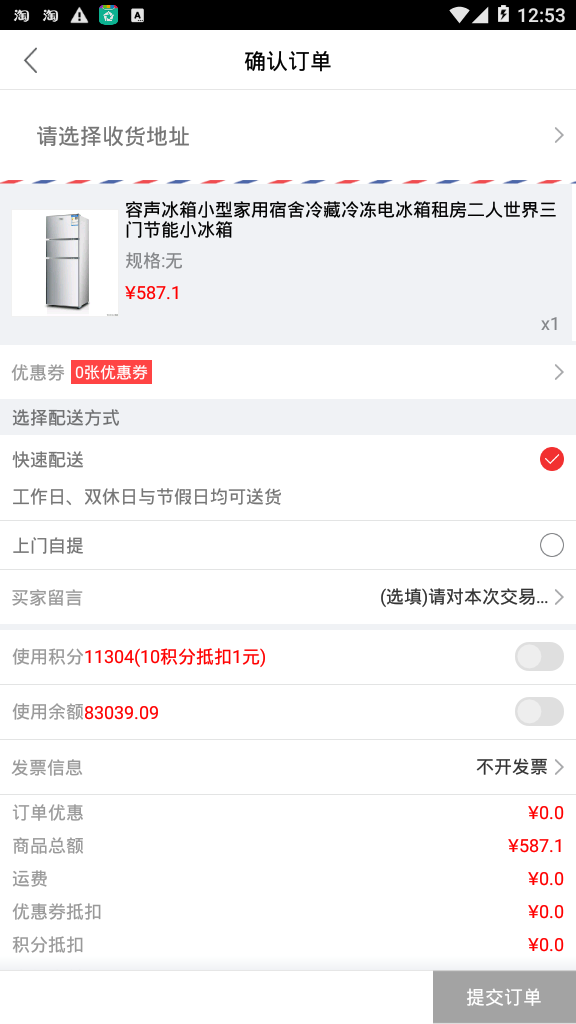 淘 淘 A 12:53
确认订单
请选择收货地址
容声冰箱小型家用宿舍冷藏冷冻电冰箱租房二人世界三
门节能小冰箱
规格:无
¥587.1
x1
优惠券 0张优惠券
选择配送方式
快速配送
工作日、双休日与节假日均可送货
上门自提
买家留言 (选填)请对本次交易...
使用积分11304(10积分抵扣1元)
使用余额83039.09
发票信息 不开发票
订单优惠 ¥0.0
商品总额 ¥587.1
运费 ¥0.0
优惠券抵扣 ¥0.0
积分抵扣 ¥0.0
提交订单